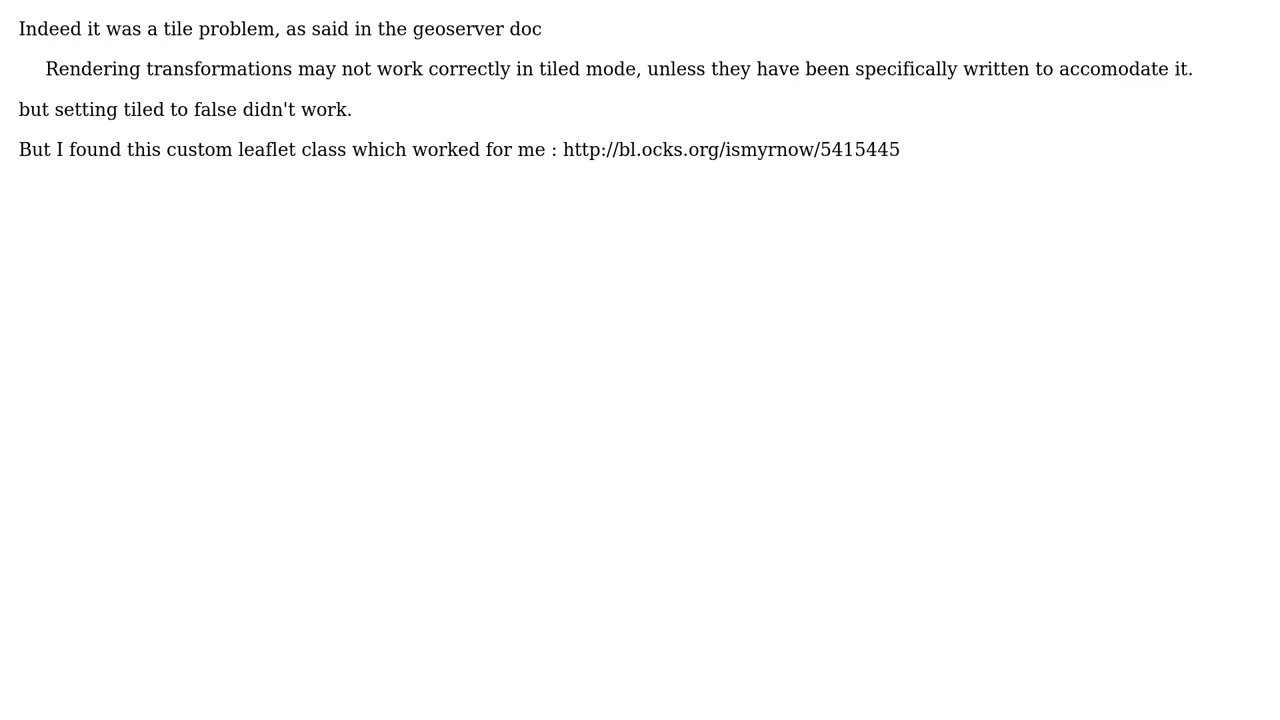 Indeed it was a tile problem, as said in the geoserver doc
Rendering transformations may not work correctly in tiled mode, unless they have been specifically written to accomodate it.
but setting tiled to false didn't work.
But I found this custom leaflet class which worked for me : http://bl.ocks.org/ismyrnow/5415445